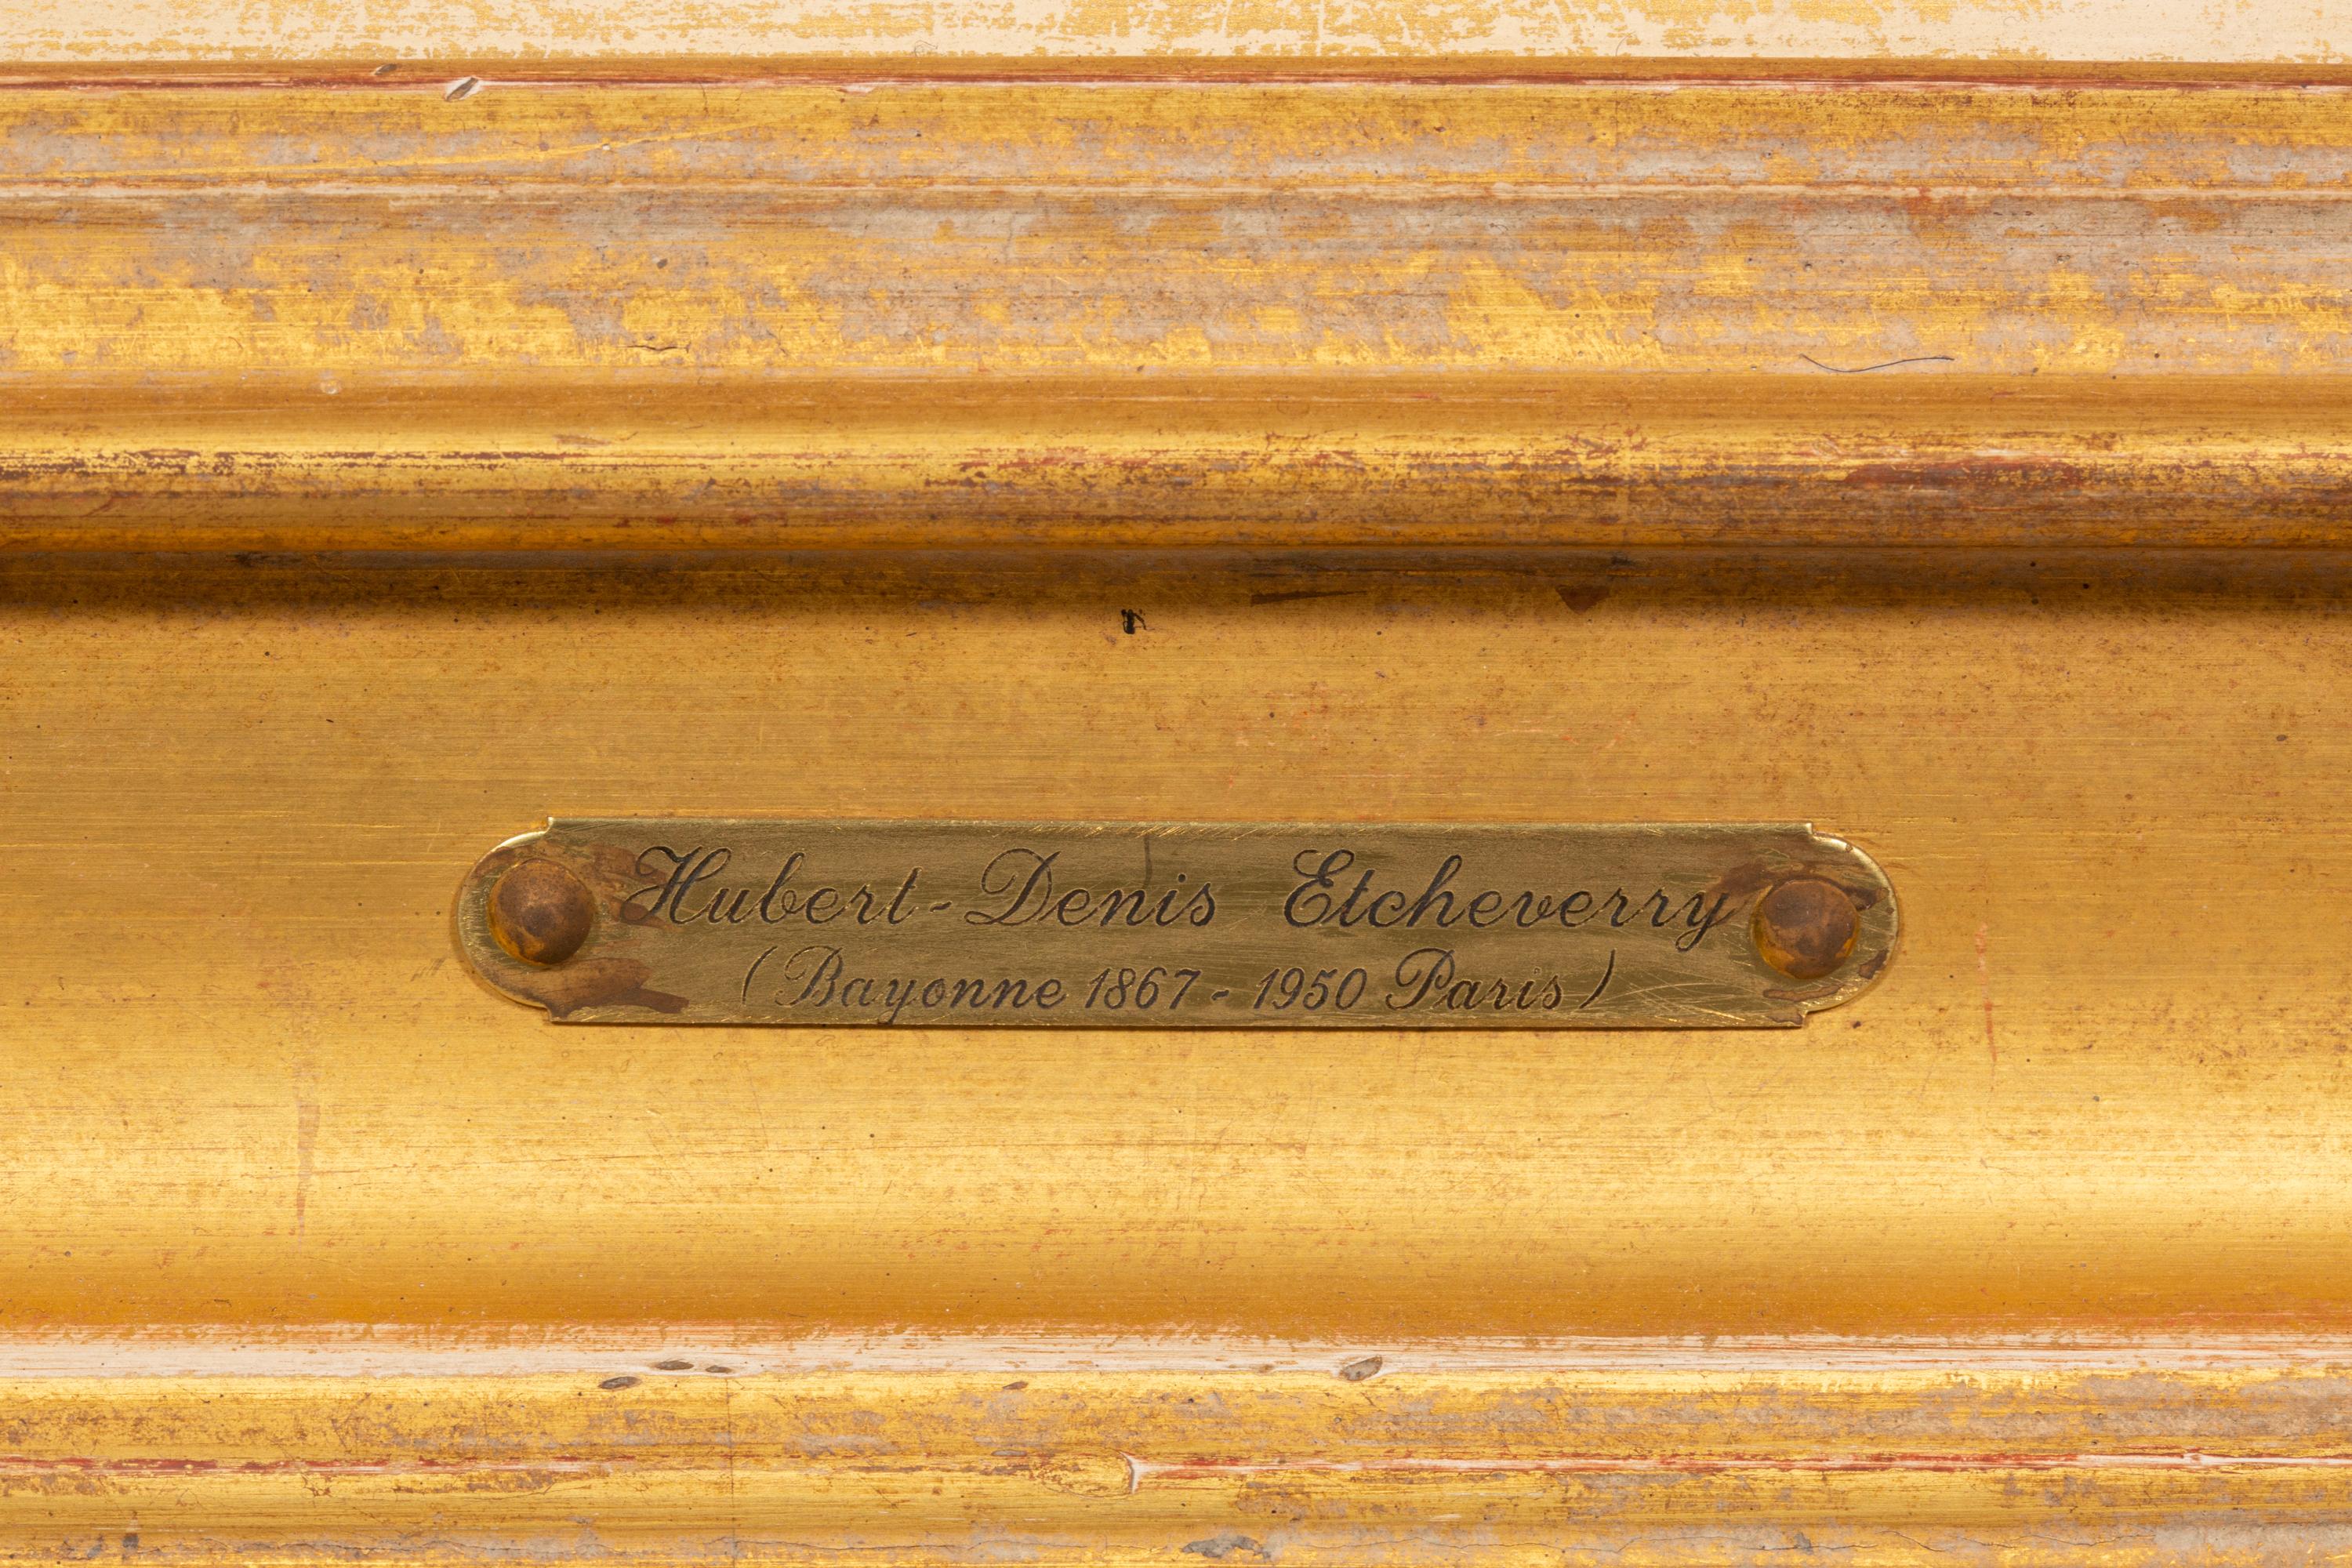 Hubert-Denis Etcheverry
(Bayonne 1867 - 1950 Paris)